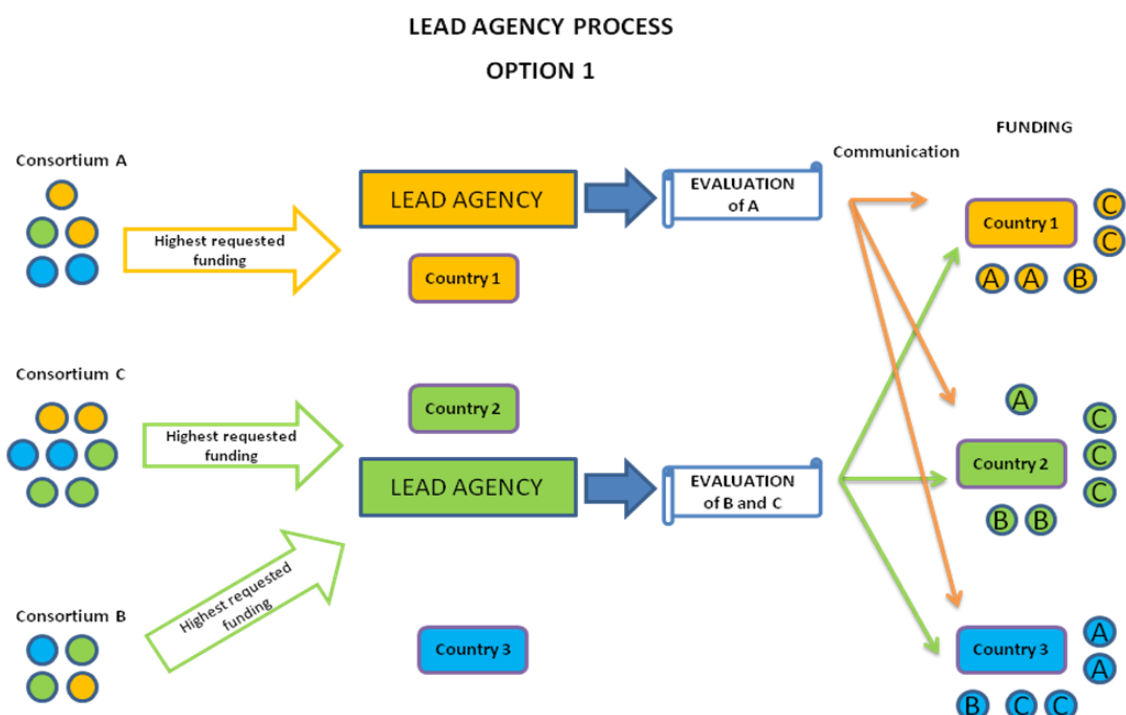 LEAD AGENCY PROCESS
OPTION 1
FUNDING
Communication
Consortium A
Highest requested
funding
LEAD AGENCY
EVALUATION
of A
Country 1
Country 1
C
C
A A B
Consortium C
Highest requested
funding
Country 2
LEAD AGENCY
EVALUATION
of B and C
A
Country 2
C
C
C
B B
Consortium B
Highest requested
funding
Country 3
Country 3
A
A
B C C